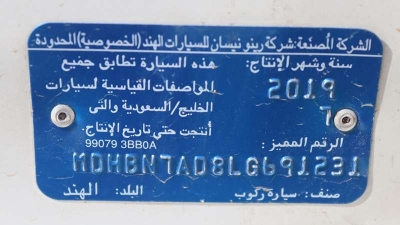 الشركة المصنعة: شركة رينو نيسان للسيارات الهند (الخصوصية) المحدودة
سنة وشهر الإنتاج: هذه السيارة تطابق جميع
2019 المواصفات القياسية لسيارات
7 الخليج/السعودية والتى
أنتجت حتى تاريخ الإنتاج.
الرقم المميز: 99079 3BB0A
MDHBN7AD8LG691231
صنف: سيارة ركوب البلد: الهند